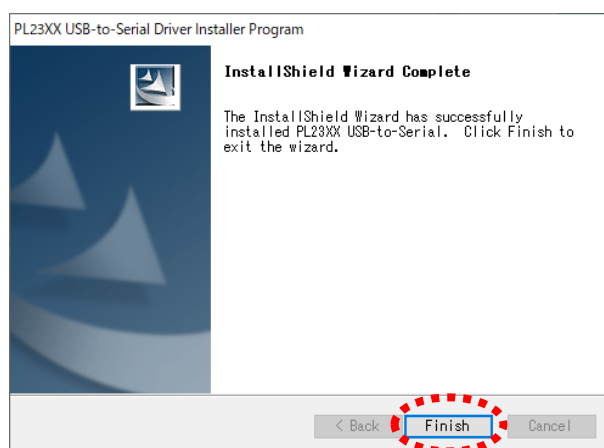 PL23XX USB-to-Serial Driver Installer Program
InstallShield Wizard Complete
The InstallShield Wizard has successfully
installed PL23XX USB-to-Serial.  Click Finish to
exit the wizard.
< Back
Finish
Cancel